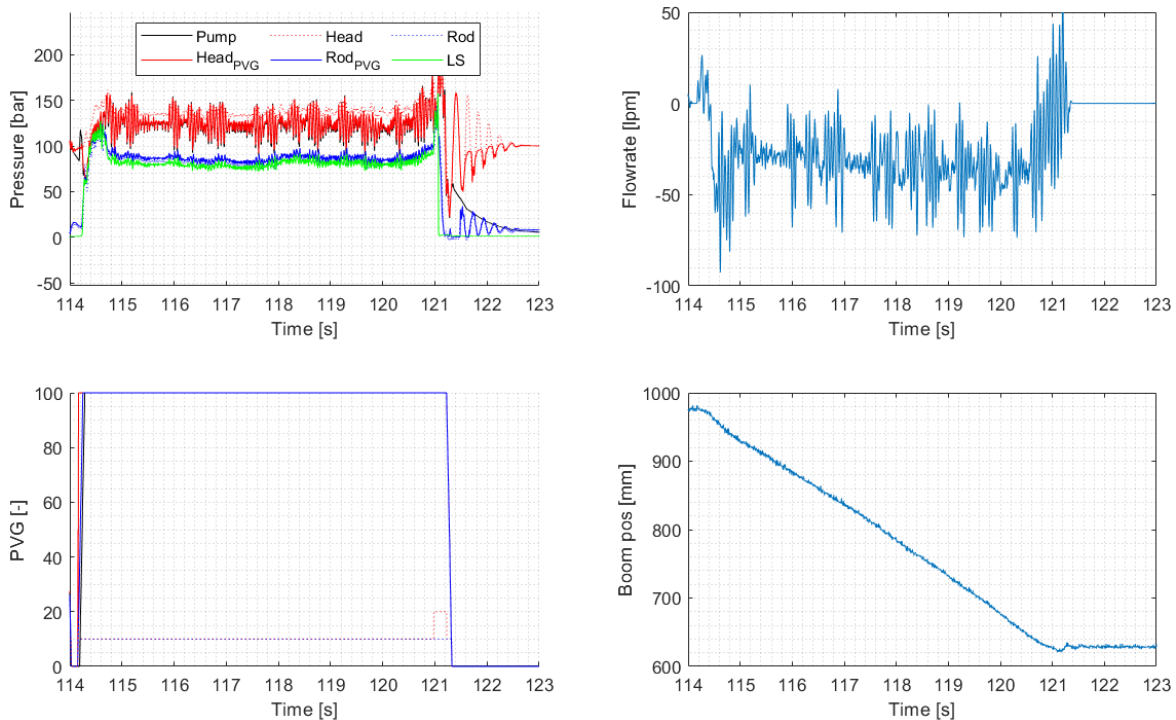 Pump
Head
Rod
Head_PVG
Rod_PVG
LS
Pressure [bar]
200
150
100
50
0
-50
114 115 116 117 118 119 120 121 122 123
Time [s]
Flowrate [lpm]
50
0
-50
-100
114 115 116 117 118 119 120 121 122 123
Time [s]
PVG [-]
100
80
60
40
20
0
114 115 116 117 118 119 120 121 122 123
Time [s]
Boom pos [mm]
1000
900
800
700
600
114 115 116 117 118 119 120 121 122 123
Time [s]